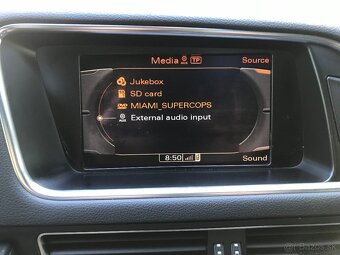 Media TP
Source
Jukebox
SD card
MIAMI_SUPERCOPS
External audio input
8:50
Sound